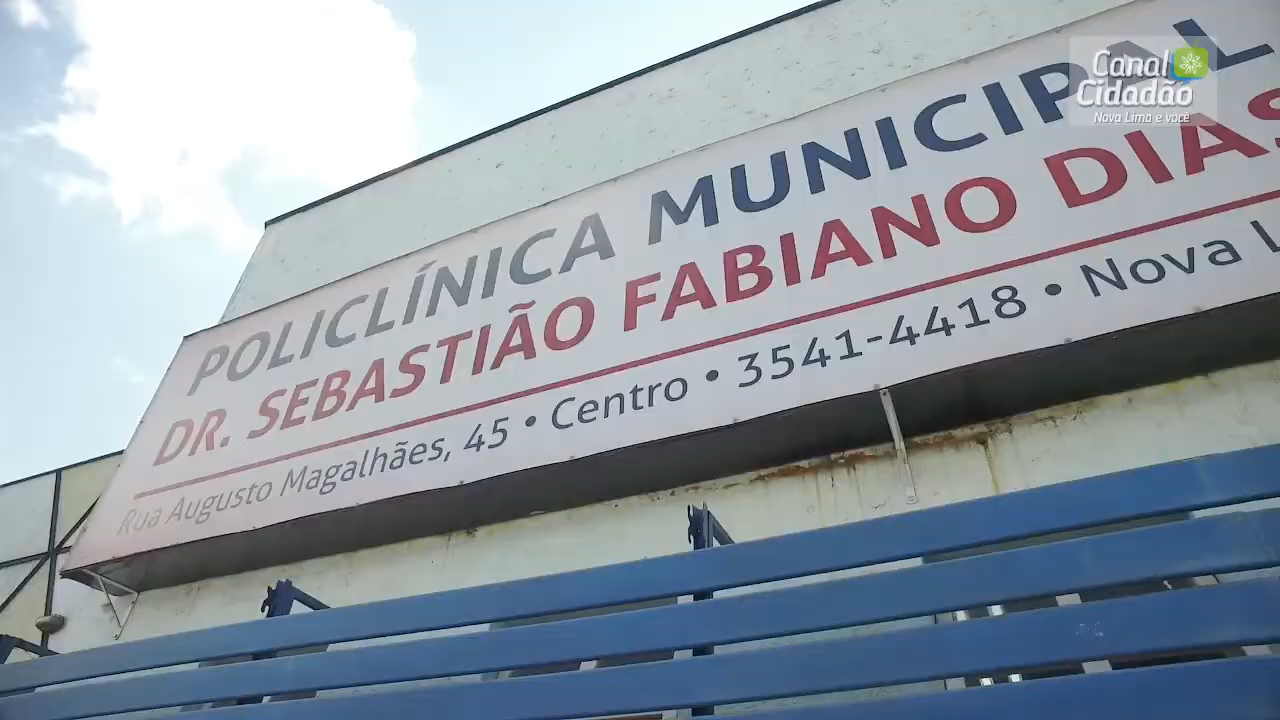 Canal
Cidadão
Nova Lima e você
POLICLÍNICA MUNICIPAL
DR. SEBASTIÃO FABIANO DIAS
Rua Augusto Magalhães, 45 • Centro • 3541-4418 • Nova L